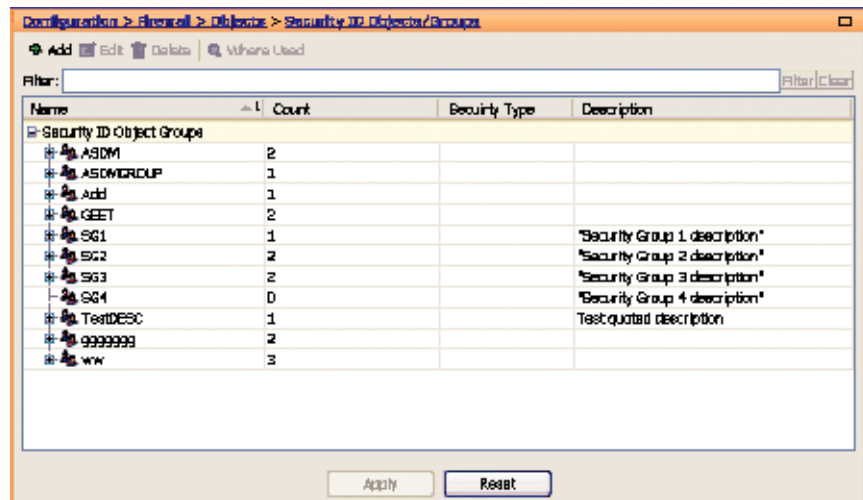 Configuration > Firewall > Objects > Security ID Objects/Groups
Add Edit Delete Where Used
Filter: Filter Clear
Name 1 Count Secuirty Type Description
Security ID Object Groups
ASDM 2
ASDMGROUP 1
Add 1
GEET 2
SG1 1 "Security Group 1 description"
SG2 2 "Security Group 2 description"
SG3 2 "Security Group 3 description"
SG4 0 "Security Group 4 description"
TestDESC 1 Test quoted description
ggggggg 2
ww 3
Apply Reset